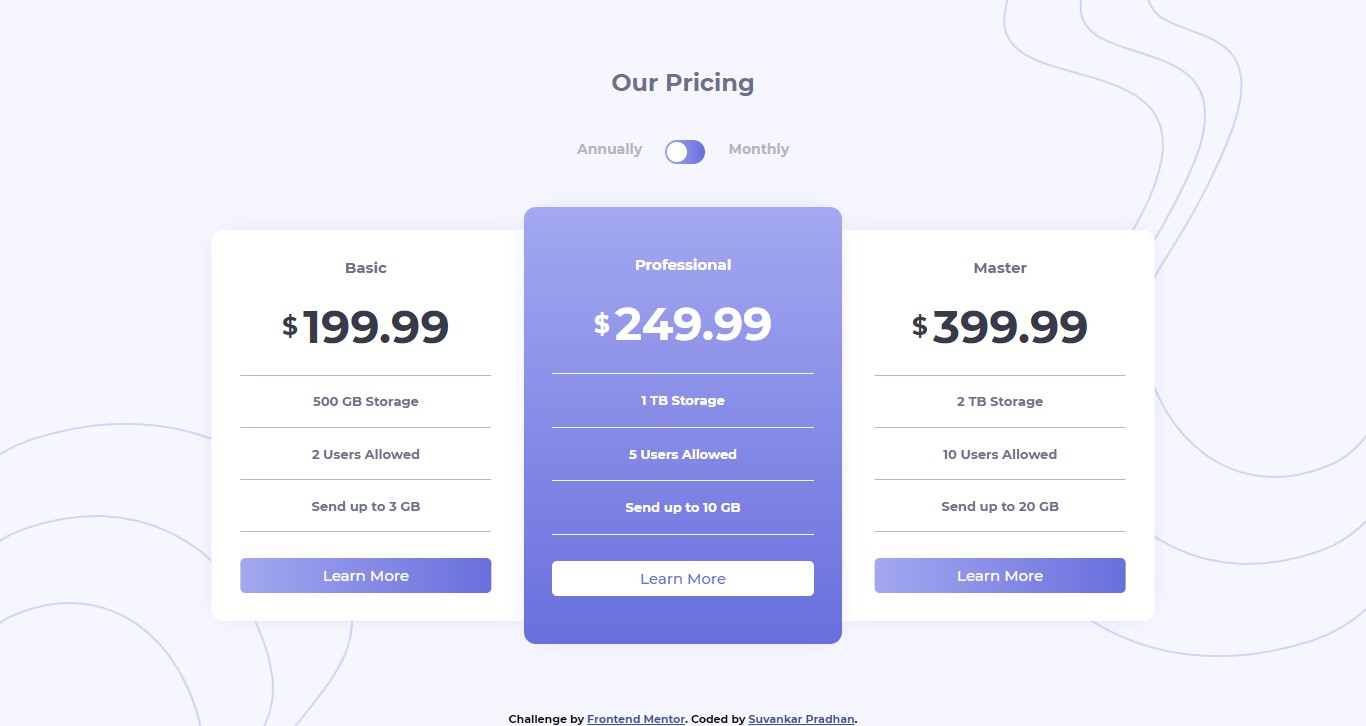 Our Pricing
Annually Monthly
Basic
$199.99
500 GB Storage
2 Users Allowed
Send up to 3 GB
Learn More
Professional
$249.99
1 TB Storage
5 Users Allowed
Send up to 10 GB
Learn More
Master
$399.99
2 TB Storage
10 Users Allowed
Send up to 20 GB
Learn More
Challenge by Frontend Mentor. Coded by Suvankar Pradhan.